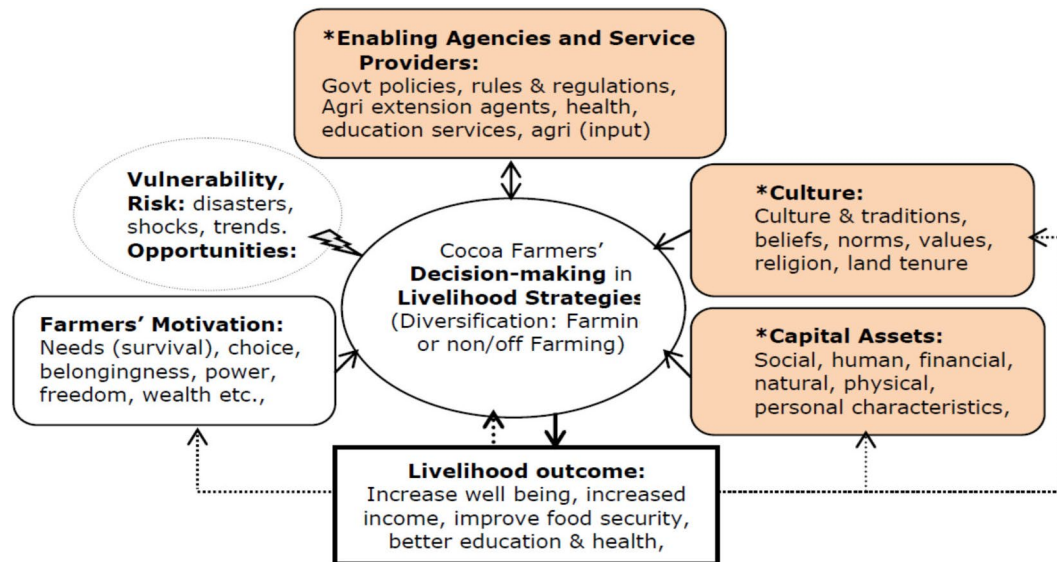 *Enabling Agencies and Service
Providers:
Govt policies, rules & regulations,
Agri extension agents, health,
education services, agri (input)
Vulnerability,
Risk: disasters,
shocks, trends.
Opportunities:
*Culture:
Culture & traditions,
beliefs, norms, values,
religion, land tenure
Cocoa Farmers’
Decision-making in
Livelihood Strategies
(Diversification: Farmin
or non/off Farming)
Farmers’ Motivation:
Needs (survival), choice,
belongingness, power,
freedom, wealth etc.,
*Capital Assets:
Social, human, financial,
natural, physical,
personal characteristics,
Livelihood outcome:
Increase well being, increased
income, improve food security,
better education & health,